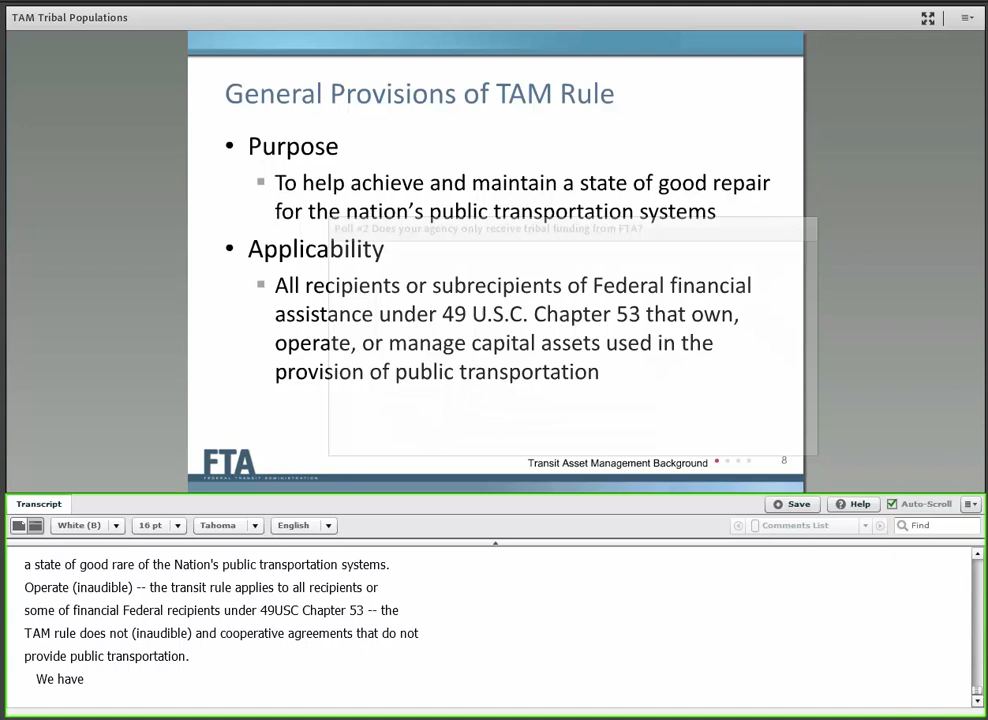 TAM Tribal Populations
General Provisions of TAM Rule
• Purpose
To help achieve and maintain a state of good repair
for the nation's public transportation systems
Poll #2 Does your agency only receive tribal funding from FTA?
• Applicability
All recipients or subrecipients of Federal financial
assistance under 49 U.S.C. Chapter 53 that own,
operate, or manage capital assets used in the
provision of public transportation
FTA
FEDERAL TRANSIT ADMINISTRATION
Transit Asset Management Background
8
Transcript
Save
Help
Auto-Scroll
White (B)
16 pt
Tahoma
English
Comments List
Find
a state of good rare of the Nation's public transportation systems.
Operate (inaudible) -- the transit rule applies to all recipients or
some of financial Federal recipients under 49USC Chapter 53 -- the
TAM rule does not (inaudible) and cooperative agreements that do not
provide public transportation.
We have